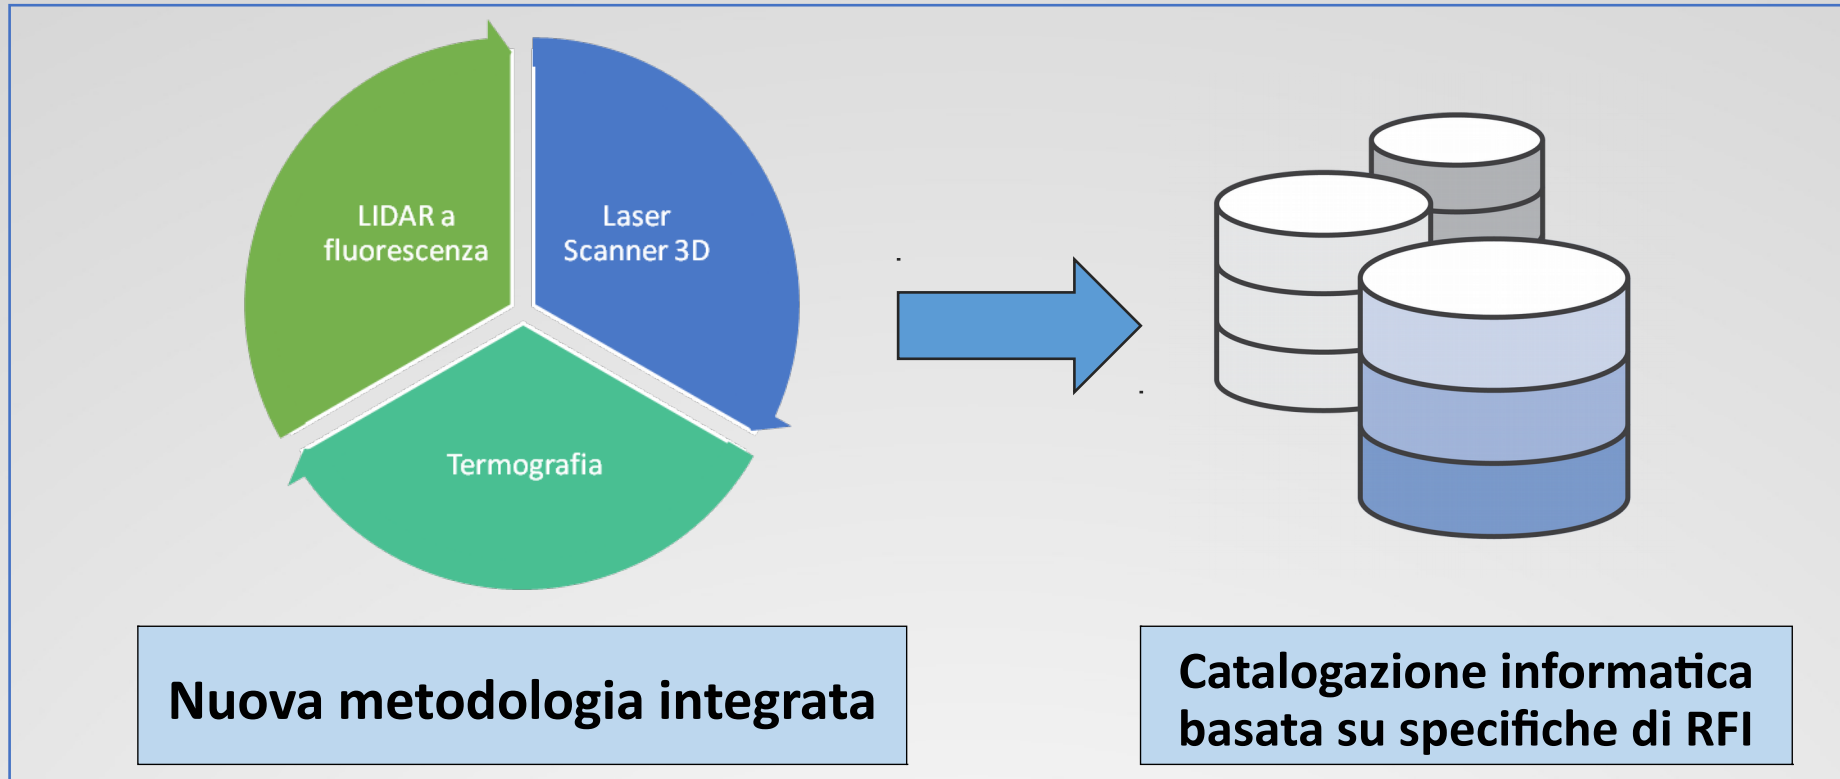 LIDAR a
fluorescenza
Laser
Scanner 3D
Termografia
Nuova metodologia integrata
Catalogazione informatica
basata su specifiche di RFI